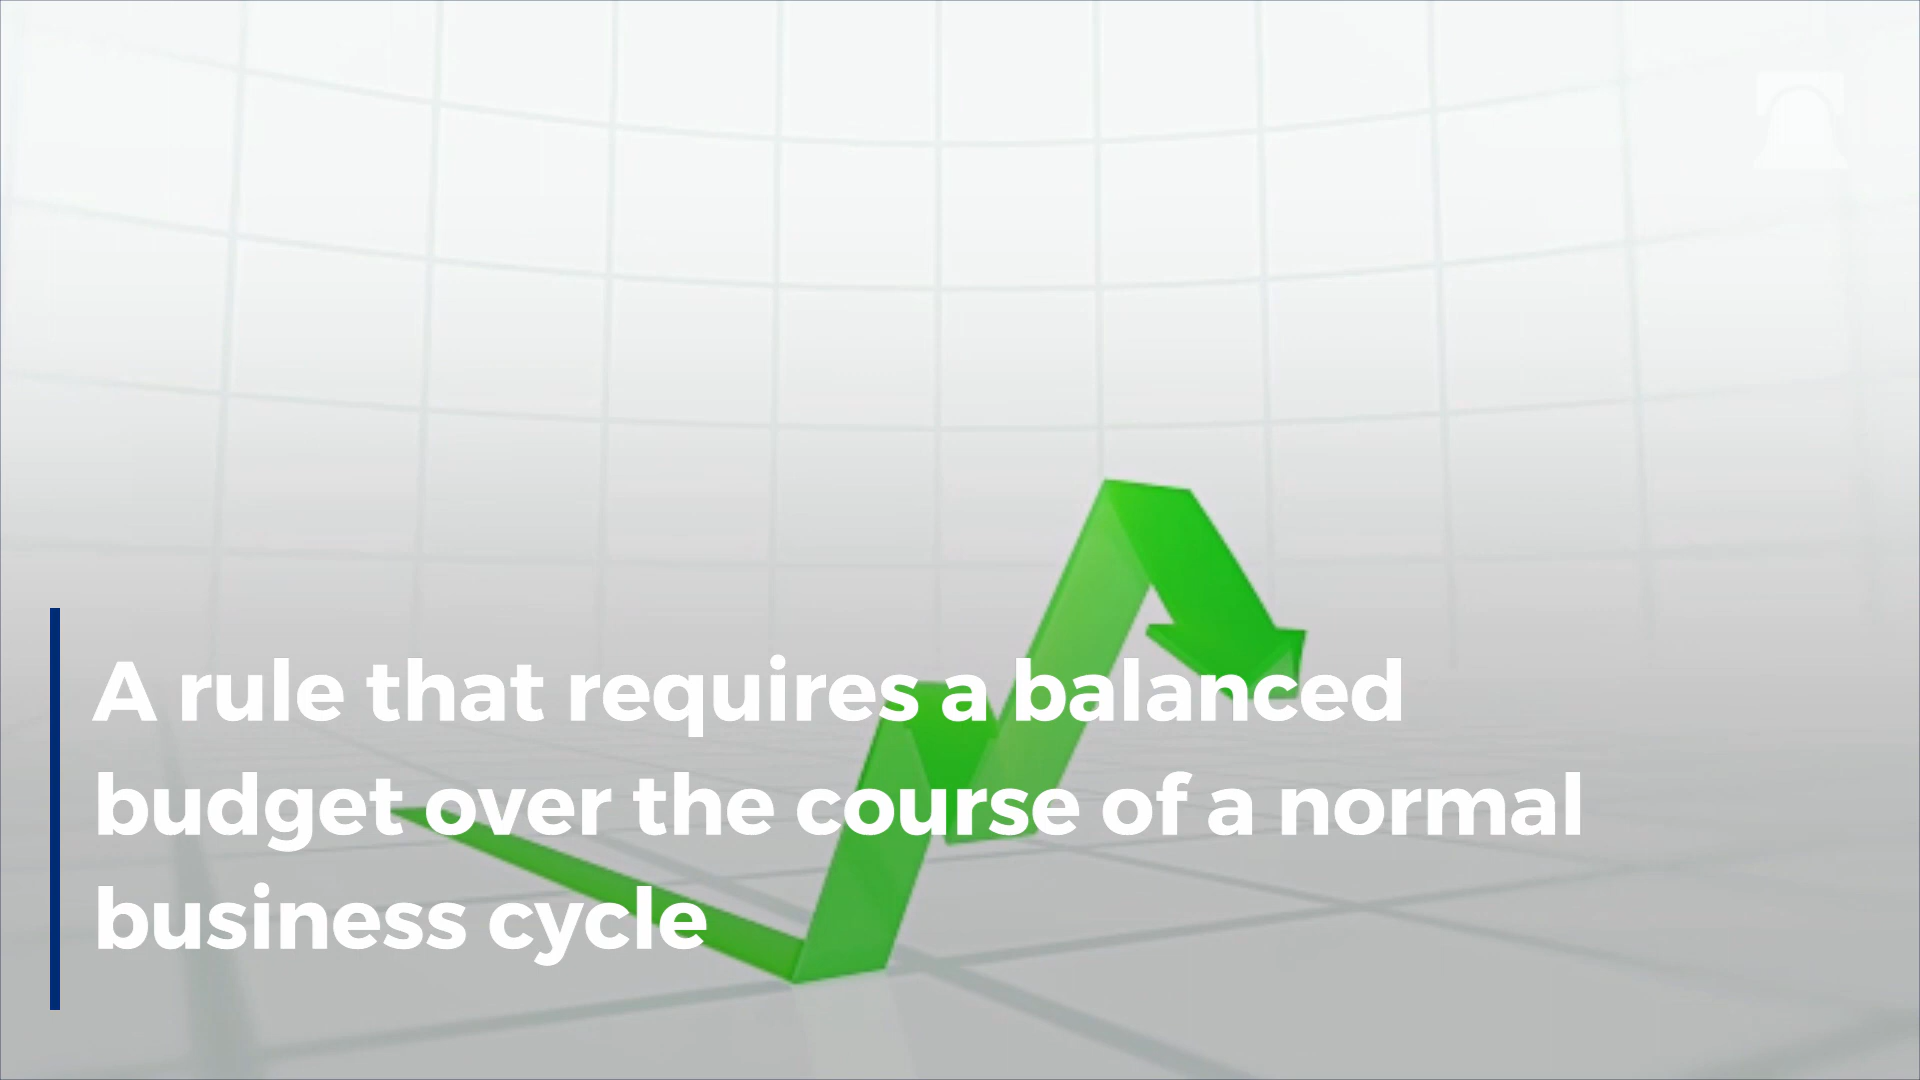 A rule that requires a balanced
budget over the course of a normal
business cycle